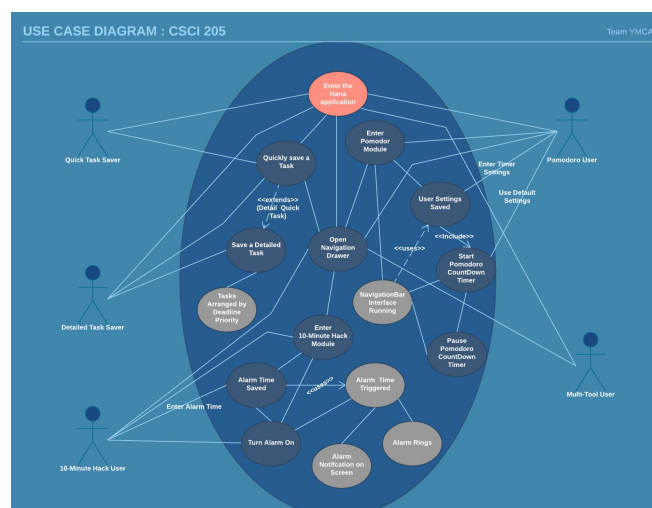 USE CASE DIAGRAM : CSCI 205
Team YMCA
Enter the
Hana
application
Enter
Pomodor
Module
Quick Task Saver
Pomodoro User
Quickly save a
Task
Enter Timer
Settings
Use Default
Settings
<<extends>>
(Detail Quick
Task)
User Settings
Saved
<<Include>>
<<uses>>
Save a Detailed
Task
Open
Navigation
Drawer
Start
Pomodoro
CountDown
Timer
Tasks
Arranged by
Deadline
Priority
NavigationBar
Interface
Running
Detailed Task Saver
Enter
10-Minute Hack
Module
Pause
Pomodoro
CountDown
Timer
Alarm Time
Saved
<<uses>>
Alarm Time
Triggered
Multi-Tool User
Enter Alarm Time
Turn Alarm On
Alarm Rings
Alarm
Notifcation on
Screen
10-Minute Hack User